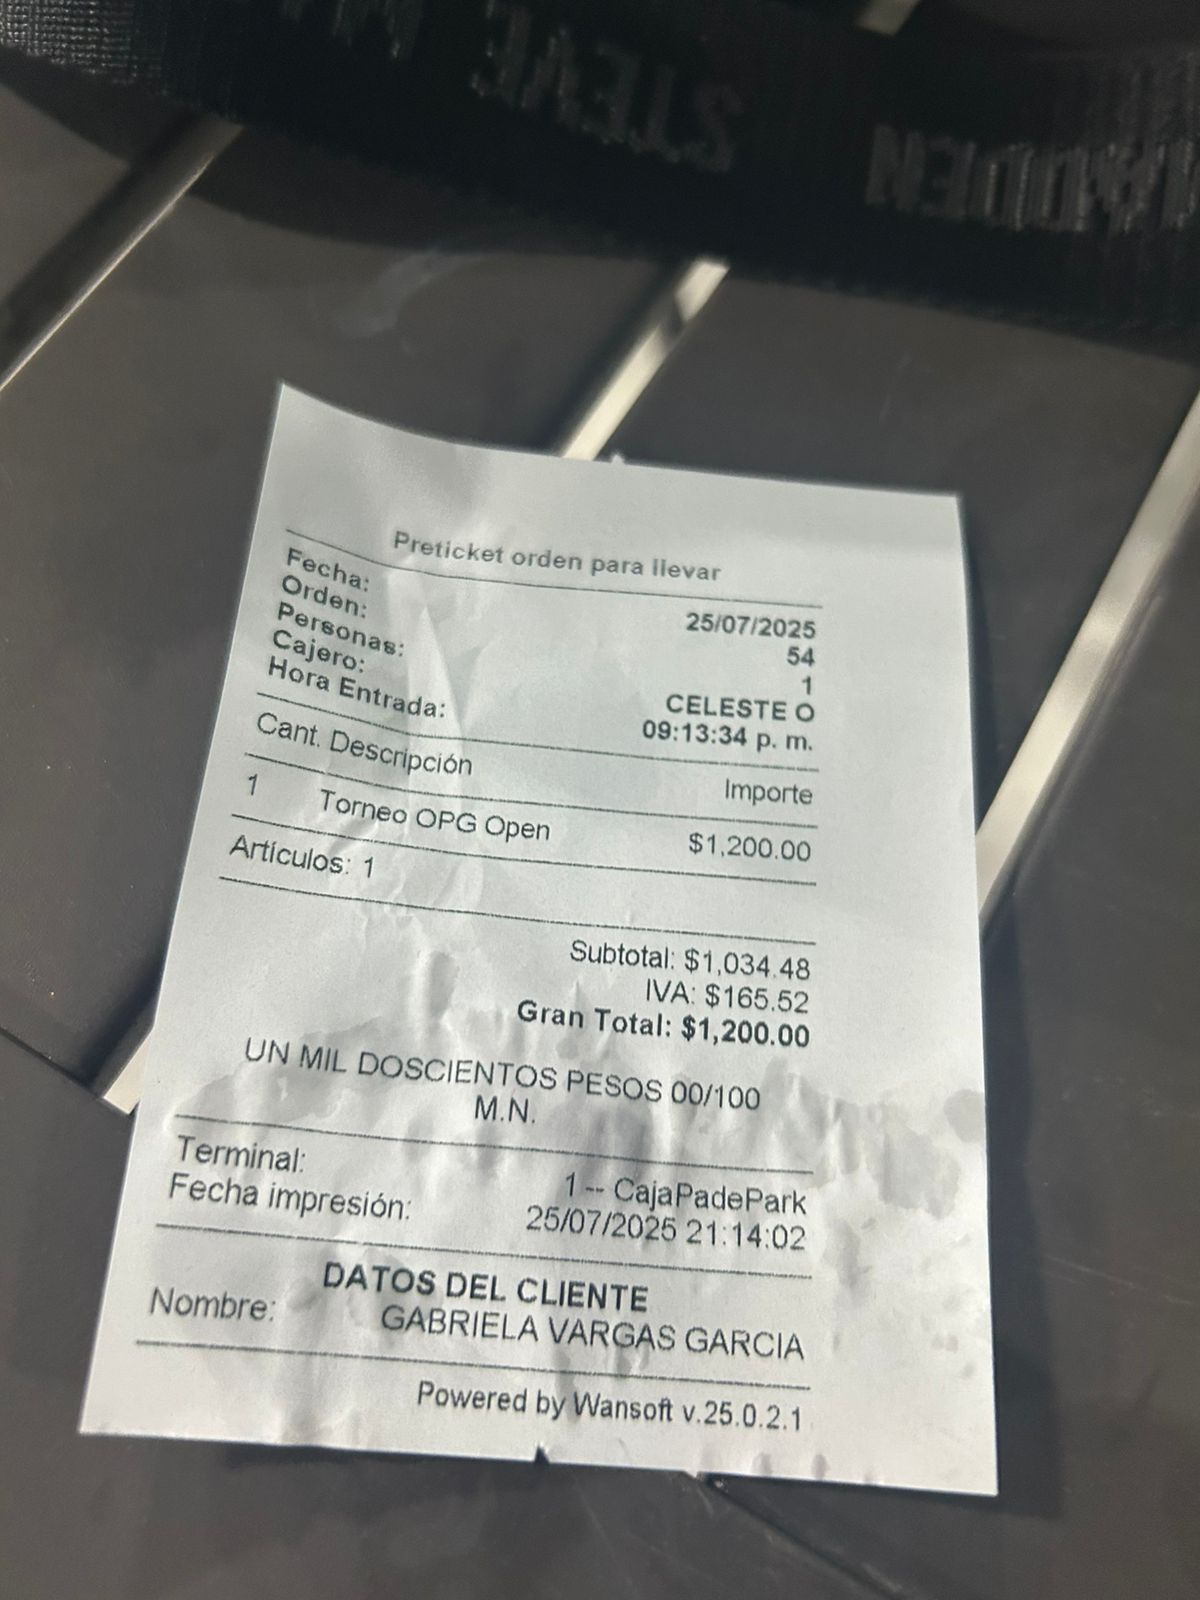 STEVE MADDEN
Preticket orden para llevar
Fecha: 25/07/2025
Orden: 54
Personas: 1
Cajero: CELESTE O
Hora Entrada: 09:13:34 p. m.
Cant. Descripción Importe
1 Torneo OPG Open $1,200.00
Artículos: 1
Subtotal: $1,034.48
IVA: $165.52
Gran Total: $1,200.00
UN MIL DOSCIENTOS PESOS 00/100
M.N.
Terminal: 1 -- CajaPadePark
Fecha impresión: 25/07/2025 21:14:02
DATOS DEL CLIENTE
Nombre: GABRIELA VARGAS GARCIA
Powered by Wansoft v.25.0.2.1